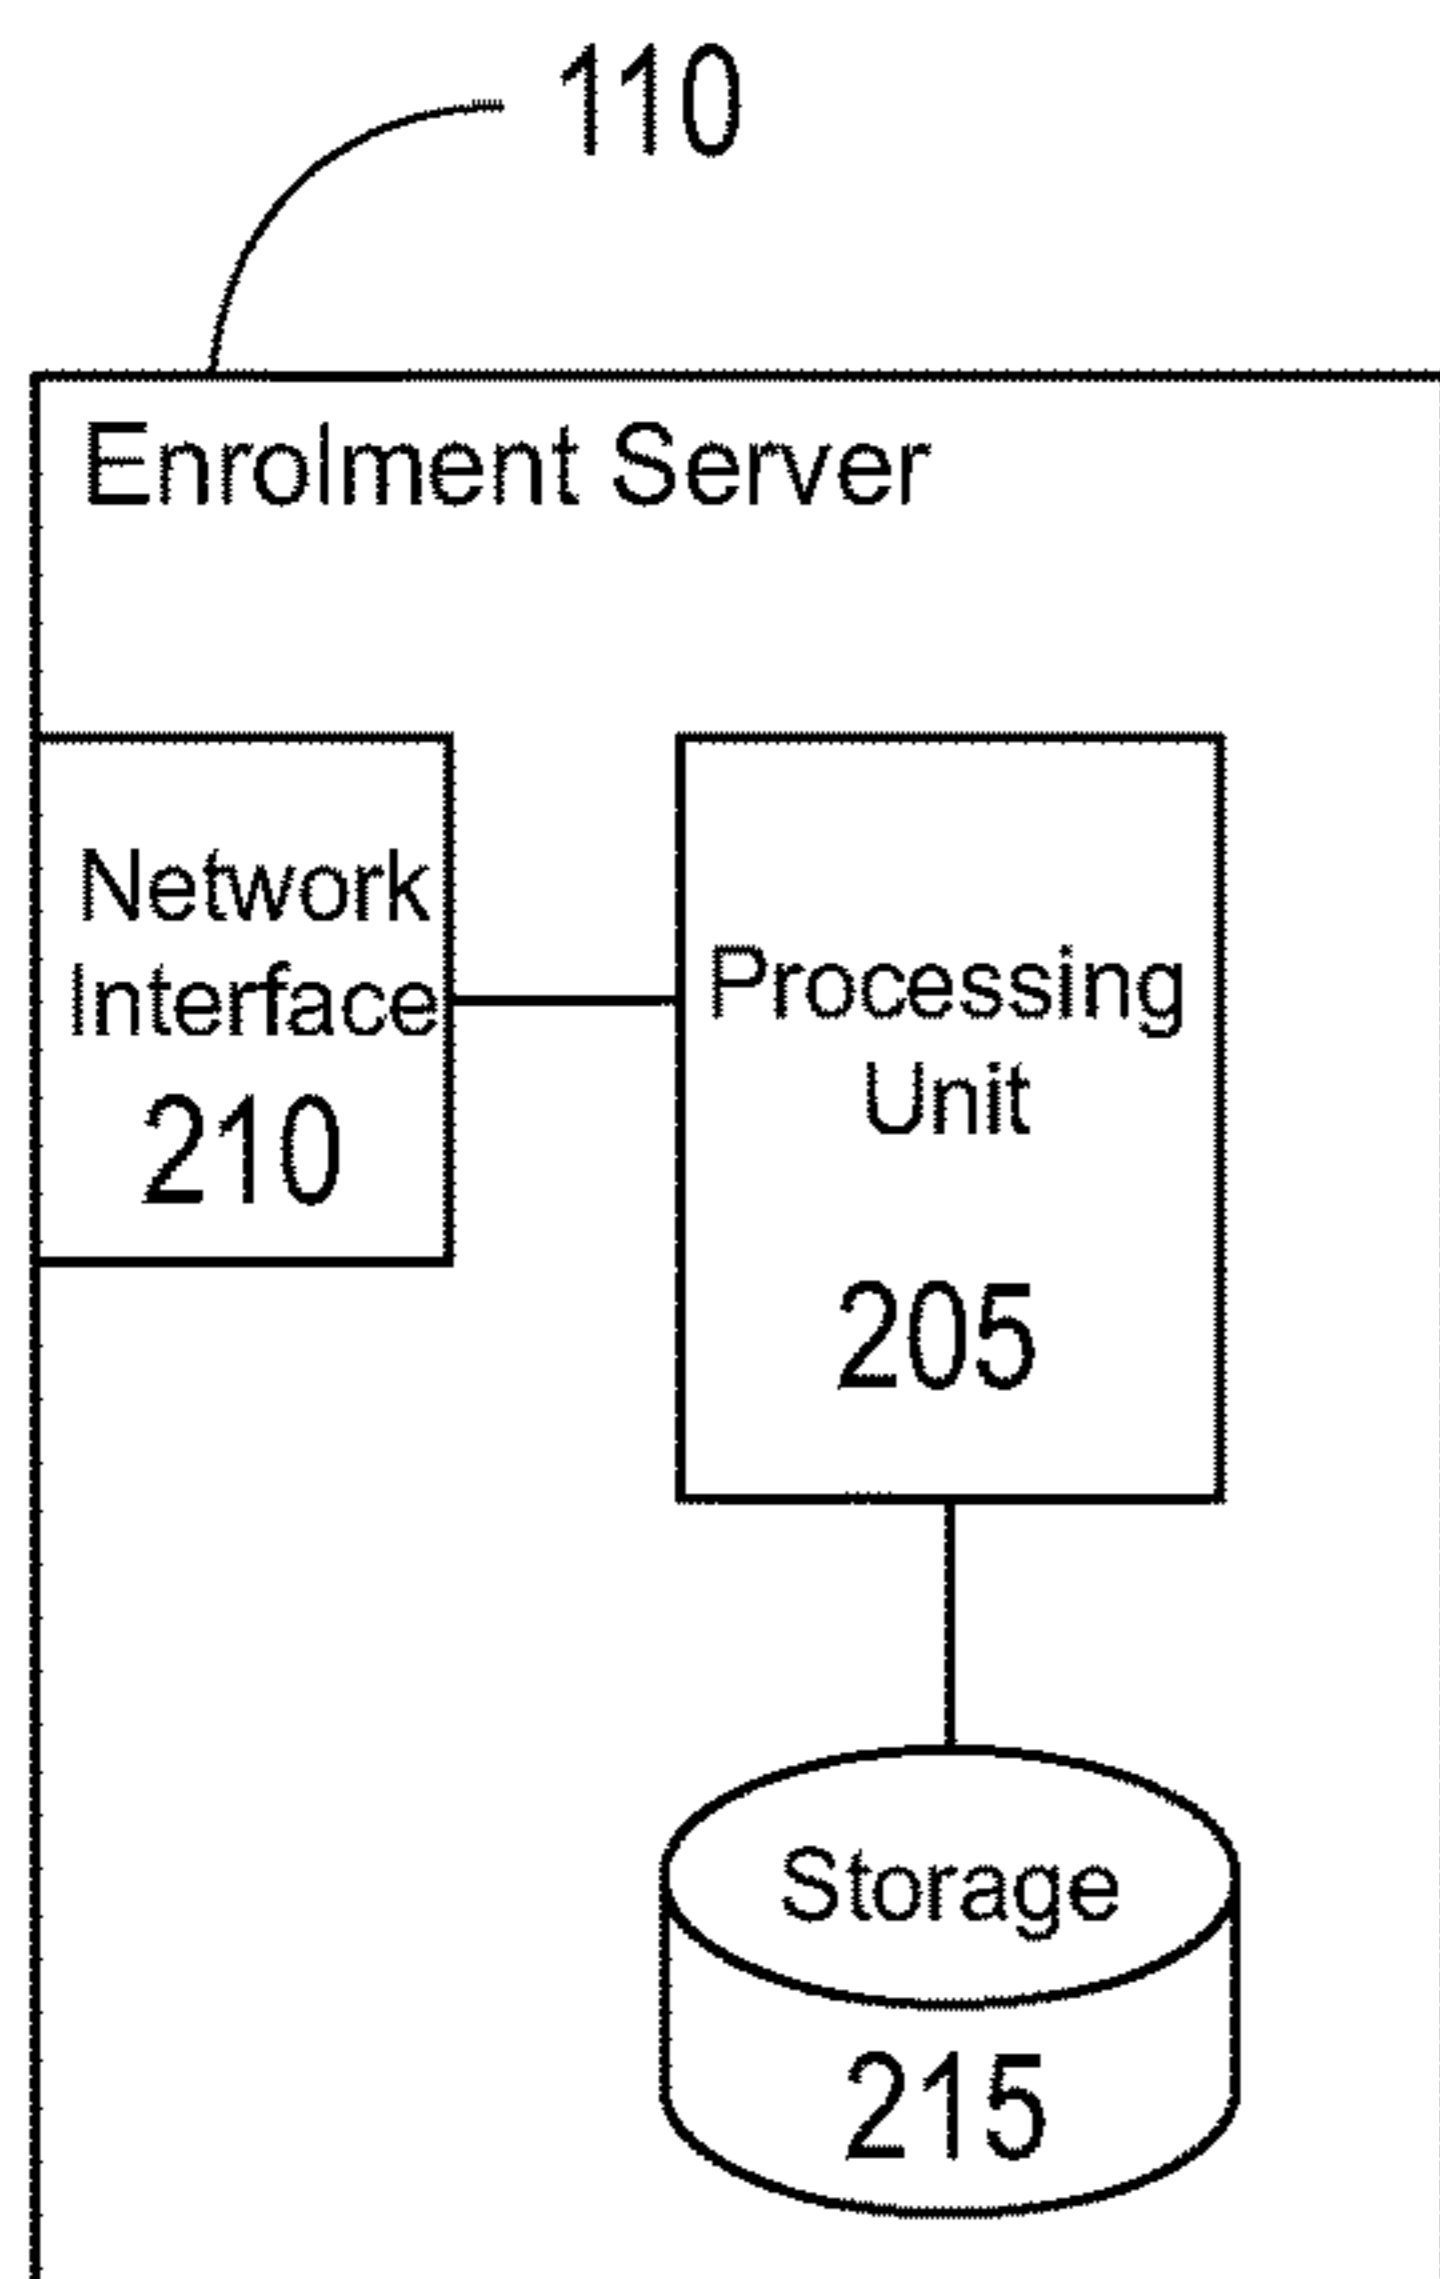 110
Enrolment Server
Network
Interface
210
Processing
Unit
205
Storage
215